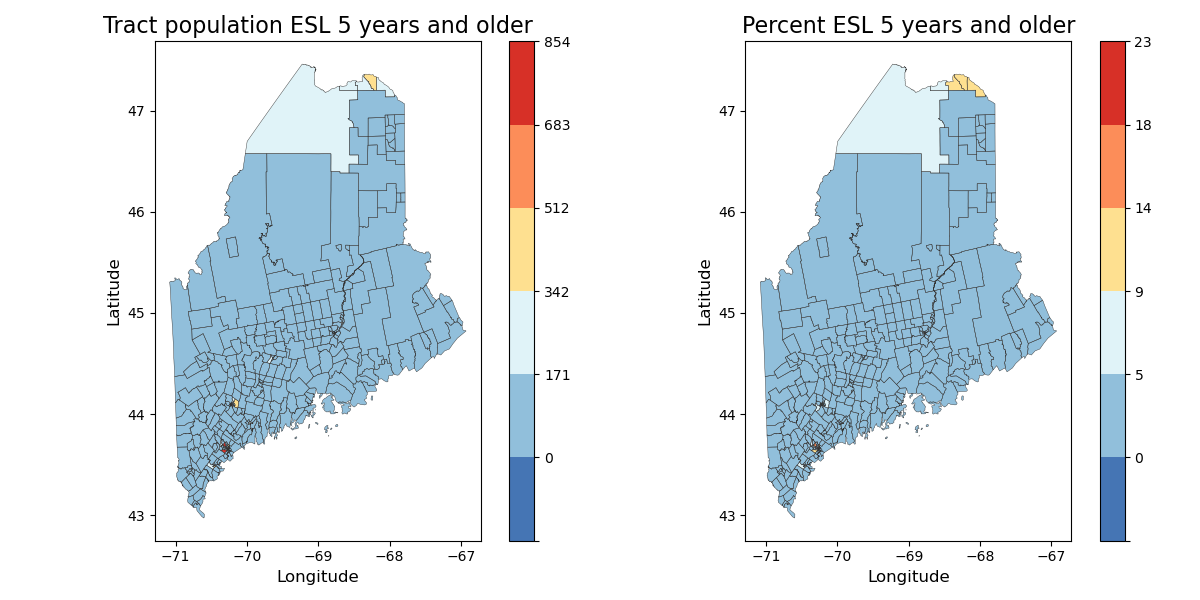 Tract population ESL 5 years and older
854
683
512
342
171
0
47
46
45
44
43
Latitude
−71 −70 −69 −68 −67
Longitude
Percent ESL 5 years and older
23
18
14
9
5
0
47
46
45
44
43
Latitude
−71 −70 −69 −68 −67
Longitude